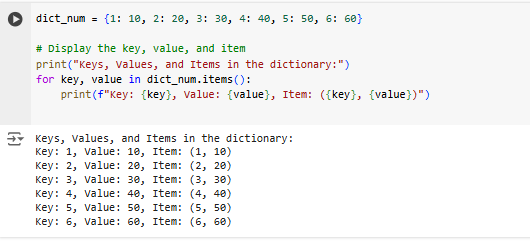 dict_num = {1: 10, 2: 20, 3: 30, 4: 40, 5: 50, 6: 60}
# Display the key, value, and item
print("Keys, Values, and Items in the dictionary:")
for key, value in dict_num.items():
    print(f"Key: {key}, Value: {value}, Item: ({key}, {value})")
Keys, Values, and Items in the dictionary:
Key: 1, Value: 10, Item: (1, 10)
Key: 2, Value: 20, Item: (2, 20)
Key: 3, Value: 30, Item: (3, 30)
Key: 4, Value: 40, Item: (4, 40)
Key: 5, Value: 50, Item: (5, 50)
Key: 6, Value: 60, Item: (6, 60)